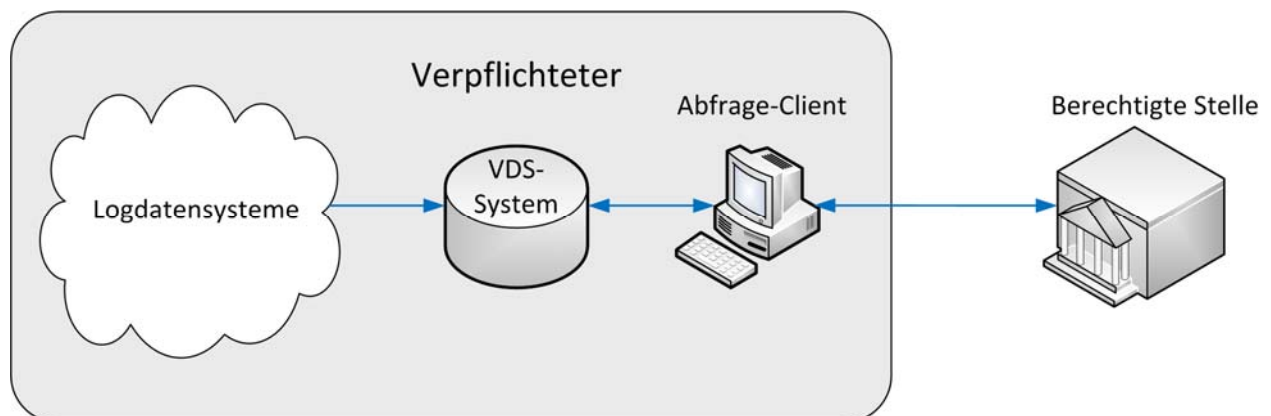 Verpflichteter
Abfrage-Client
Berechtigte Stelle
VDS-
System
Logdatensysteme